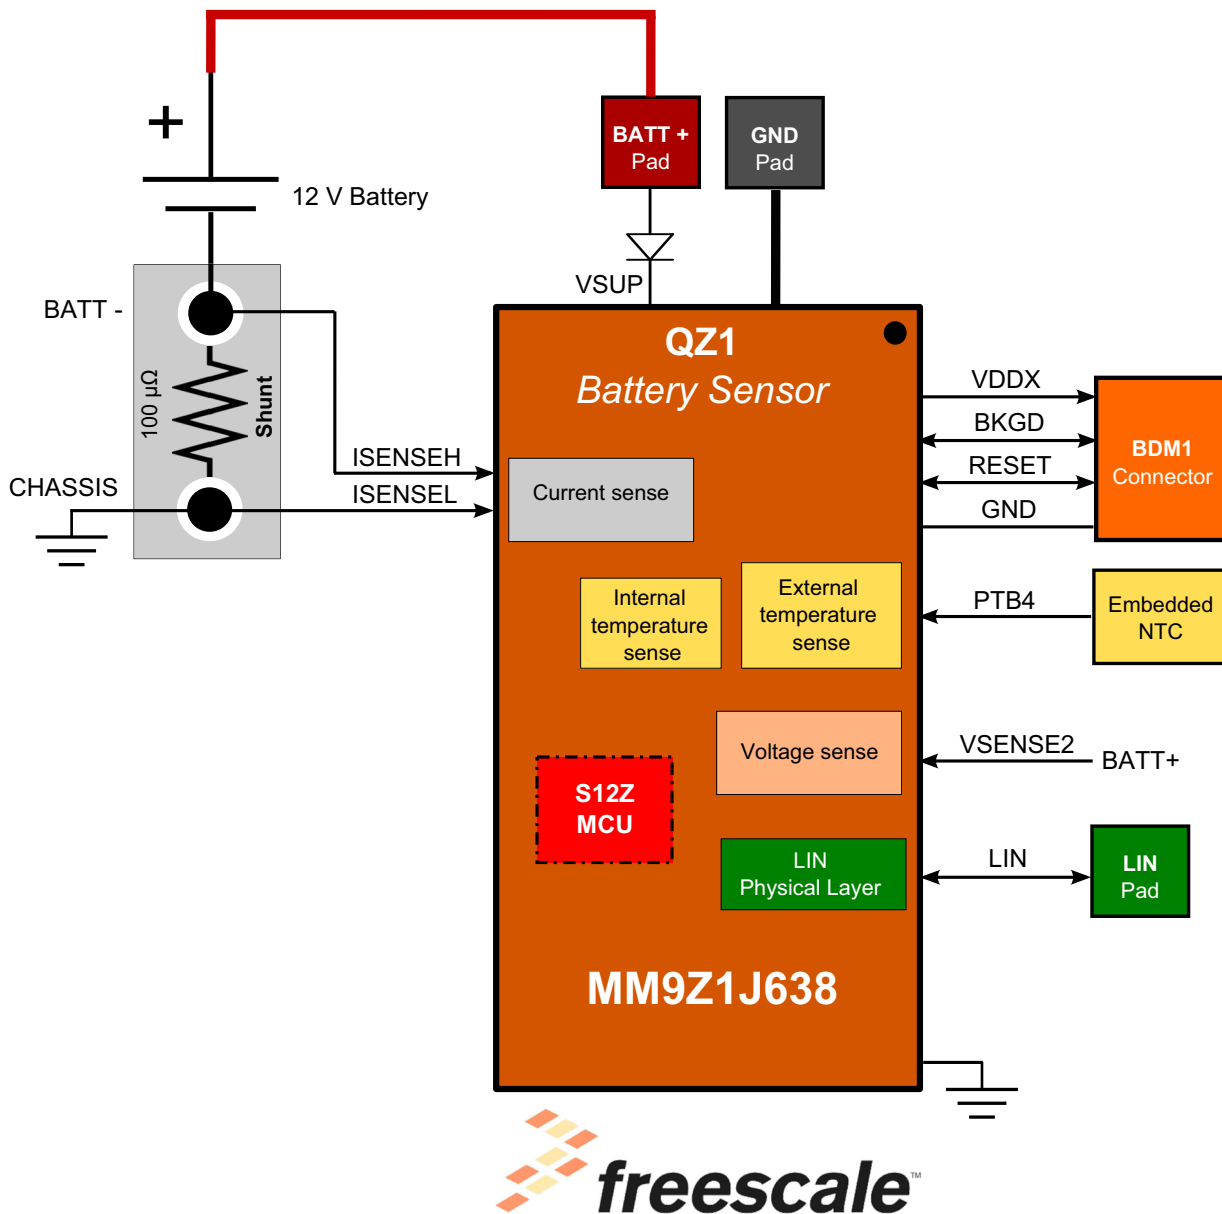 +
BATT +
Pad
GND
Pad
12 V Battery
VSUP
BATT -
100 μΩ
Shunt
CHASSIS
ISENSEH
ISENSEL
QZ1
Battery Sensor
Current sense
Internal
temperature
sense
External
temperature
sense
Voltage sense
S12Z
MCU
LIN
Physical Layer
MM9Z1J638
VDDX
BKGD
RESET
GND
BDM1
Connector
PTB4
Embedded
NTC
VSENSE2
BATT+
LIN
LIN
Pad
freescale™